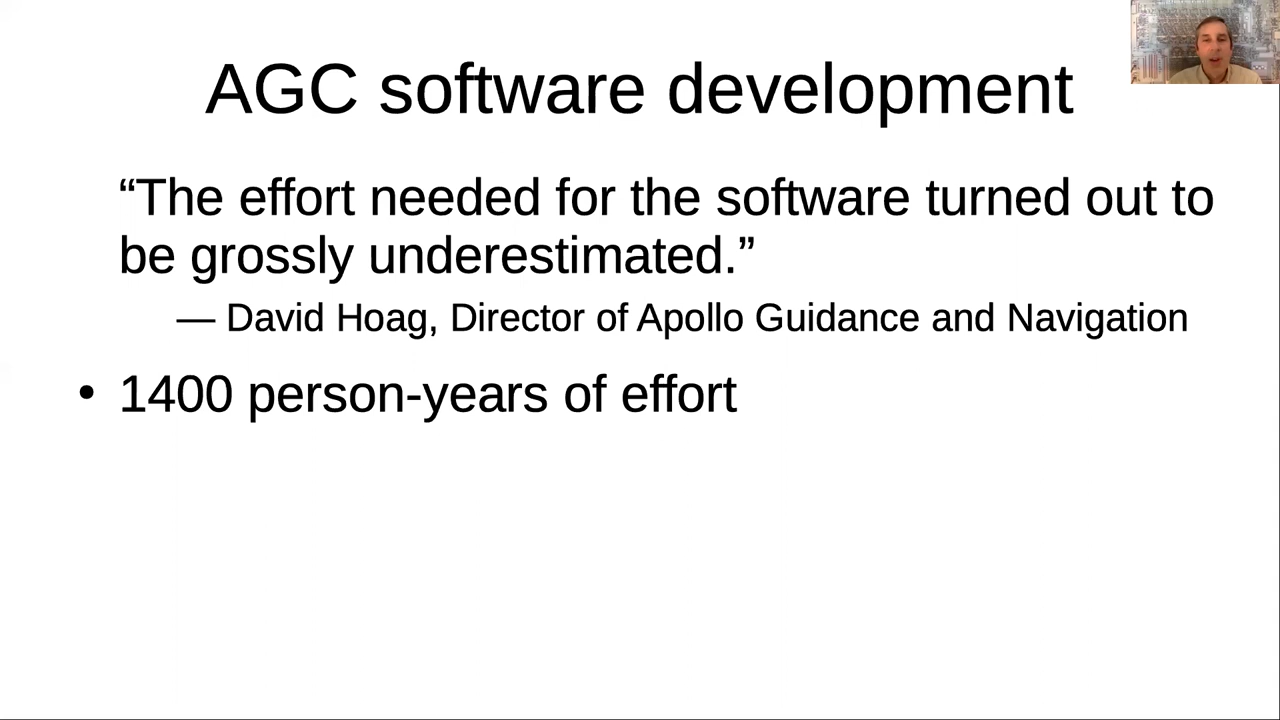 AGC software development
“The effort needed for the software turned out to
be grossly underestimated.”
— David Hoag, Director of Apollo Guidance and Navigation
• 1400 person-years of effort